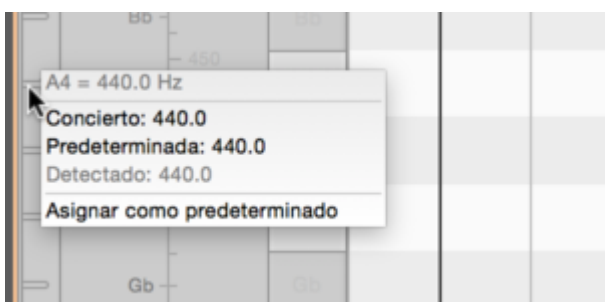 Bb
Bb
450
A4 = 440.0 Hz
Concierto: 440.0
Predeterminada: 440.0
Detectado: 440.0
Asignar como predeterminado
Gb
Gb